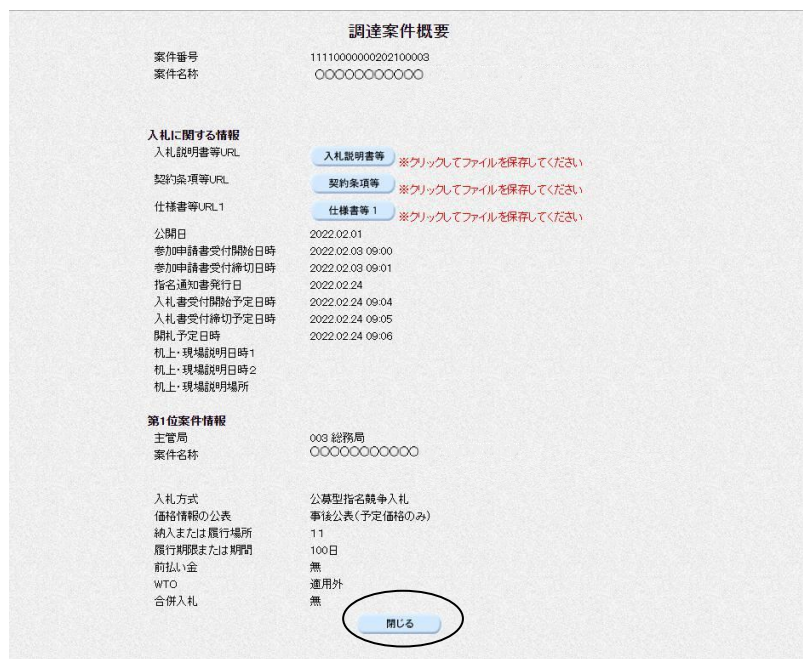 調達案件概要
案件番号 11110000000202100003
案件名称 〇〇〇〇〇〇〇〇〇〇〇
入札に関する情報
入札説明書等URL 入札説明書等 ※クリックしてファイルを保存してください
契約条項等URL 契約条項等 ※クリックしてファイルを保存してください
仕様書等URL1 仕様書等1 ※クリックしてファイルを保存してください
公開日 2022.02.01
参加申請書受付開始日時 2022.02.03 09:00
参加申請書受付締切日時 2022.02.03 09:01
指名通知書発行日 2022.02.24
入札書受付開始予定日時 2022.02.24 09:04
入札書受付締切予定日時 2022.02.24 09:05
開札予定日時 2022.02.24 09:06
机上・現場説明日時1
机上・現場説明日時2
机上・現場説明場所
第1位案件情報
主管局 003 総務局
案件名称 〇〇〇〇〇〇〇〇〇〇〇
入札方式 公募型指名競争入札
価格情報の公表 事後公表(予定価格のみ)
納入または履行場所 11
履行期限または期間 100日
前払い金 無
WTO 適用外
合併入札 無
閉じる